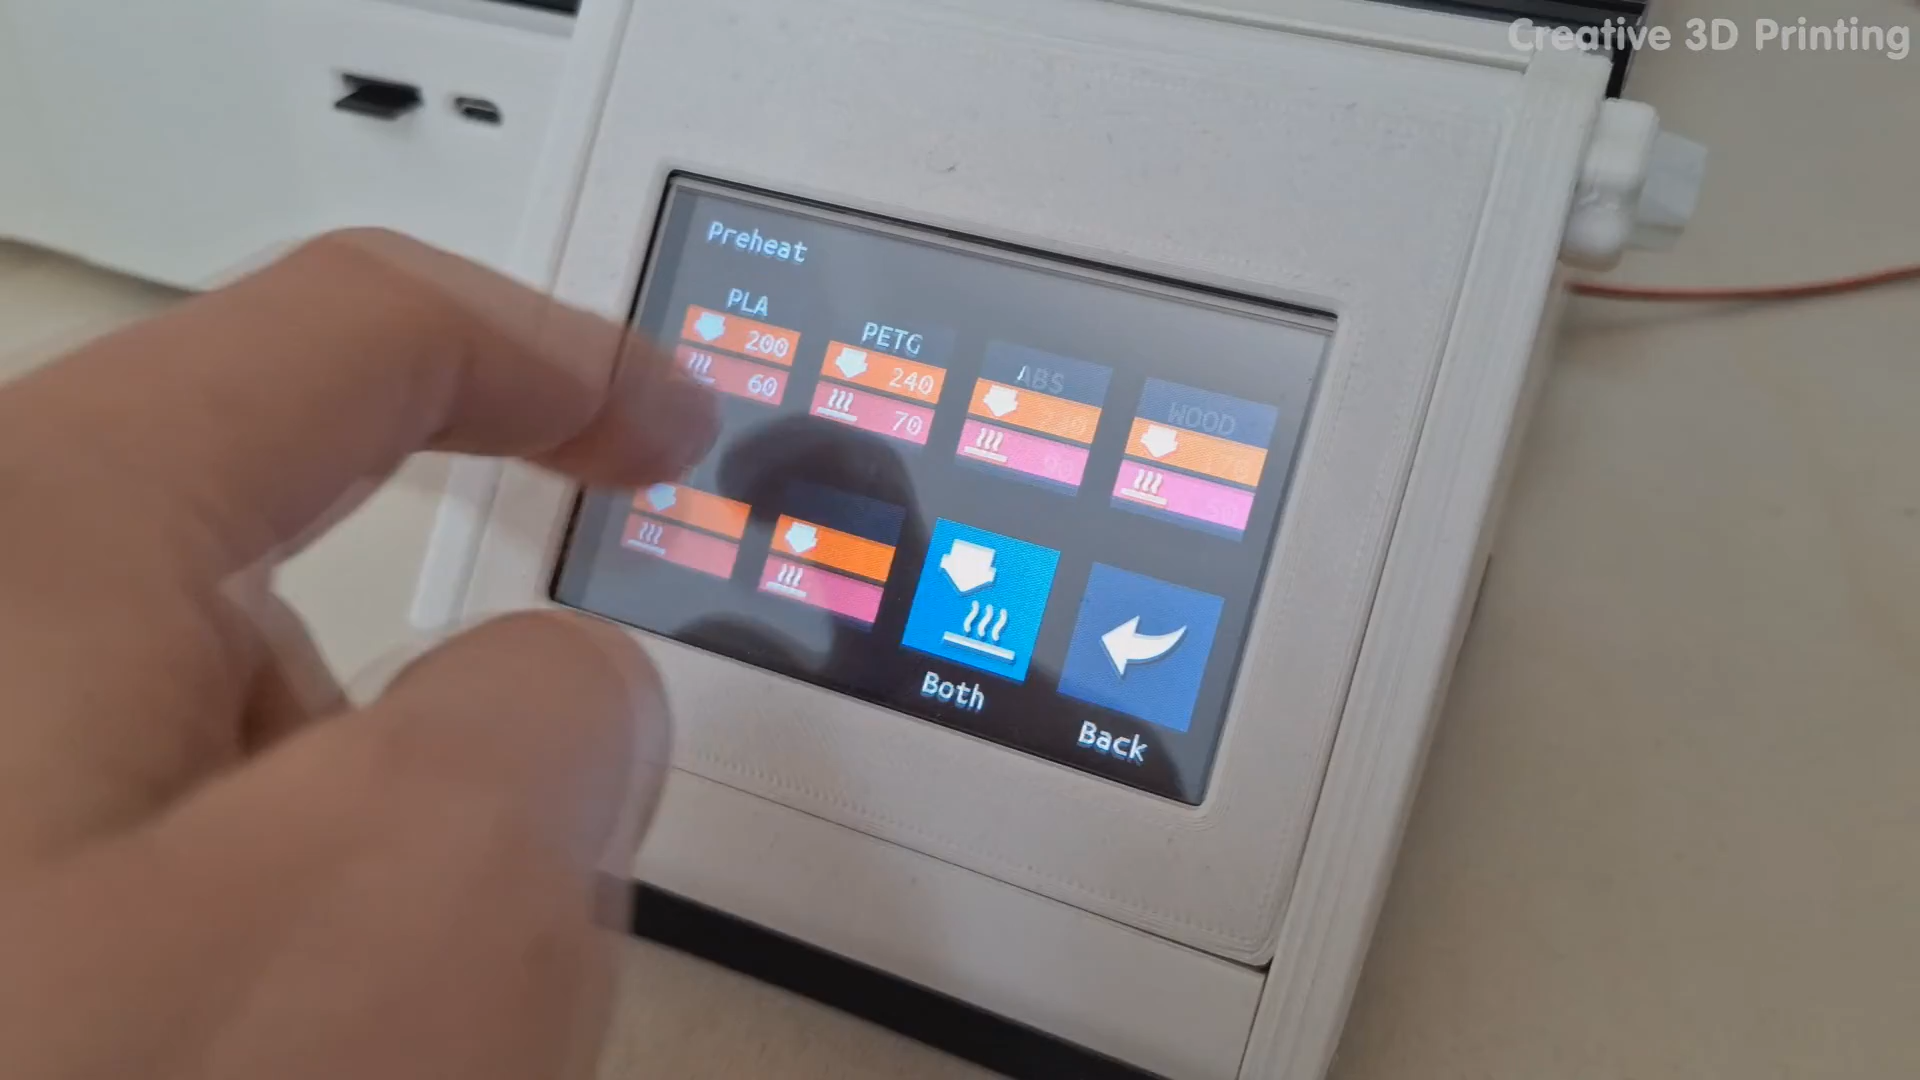 Creative 3D Printing
Preheat
PLA
200
60
PETG
240
70
ABS
WOOD
Both
Back